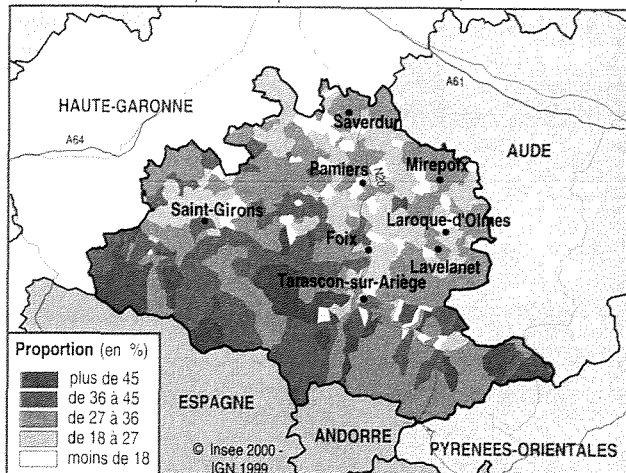 A61
HAUTE-GARONNE
Saverdun
A64
AUDE
Pamiers
N20
Mirepoix
Saint-Girons
Laroque-d'Olmes
Foix
Lavelanet
Tarascon-sur-Ariège
Proportion (en %)
plus de 45
de 36 à 45
de 27 à 36
de 18 à 27
moins de 18
ESPAGNE
© Insee 2000 -
IGN 1999
ANDORRE
PYRENEES-ORIENTALES